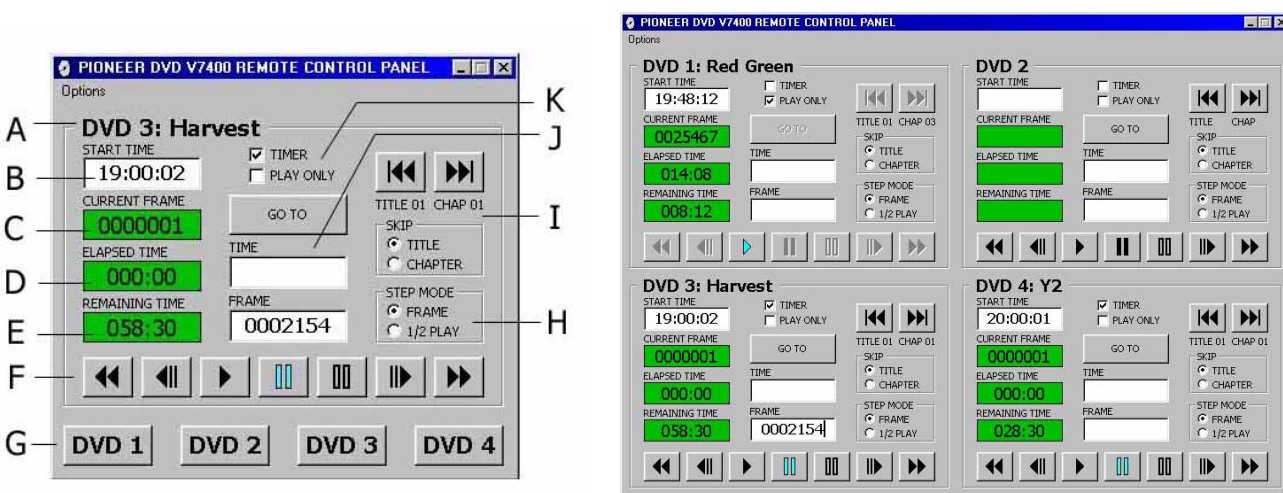 PIONEER DVD V7400 REMOTE CONTROL PANEL
Options
A
DVD 3: Harvest
START TIME
B
19:00:02
TIMER
PLAY ONLY
K
J
CURRENT FRAME
C
0000001
GO TO
TITLE 01 CHAP 01
I
ELAPSED TIME
D
000:00
TIME
SKIP
TITLE
CHAPTER
REMAINING TIME
E
058:30
FRAME
0002154
STEP MODE
FRAME
1/2 PLAY
H
F
G
DVD 1 DVD 2 DVD 3 DVD 4
PIONEER DVD V7400 REMOTE CONTROL PANEL
Options
DVD 1: Red Green
START TIME
19:48:12
TIMER
PLAY ONLY
CURRENT FRAME
0025467
GO TO
TITLE 01 CHAP 03
ELAPSED TIME
014:08
TIME
SKIP
TITLE
CHAPTER
REMAINING TIME
008:12
FRAME
STEP MODE
FRAME
1/2 PLAY
DVD 2
START TIME
TIMER
PLAY ONLY
CURRENT FRAME
GO TO
TITLE CHAP
ELAPSED TIME
TIME
SKIP
TITLE
CHAPTER
REMAINING TIME
FRAME
STEP MODE
FRAME
1/2 PLAY
DVD 3: Harvest
START TIME
19:00:02
TIMER
PLAY ONLY
CURRENT FRAME
0000001
GO TO
TITLE 01 CHAP 01
ELAPSED TIME
000:00
TIME
SKIP
TITLE
CHAPTER
REMAINING TIME
058:30
FRAME
0002154
STEP MODE
FRAME
1/2 PLAY
DVD 4: Y2
START TIME
20:00:01
TIMER
PLAY ONLY
CURRENT FRAME
0000001
GO TO
TITLE 01 CHAP 01
ELAPSED TIME
000:00
TIME
SKIP
TITLE
CHAPTER
REMAINING TIME
028:30
FRAME
STEP MODE
FRAME
1/2 PLAY